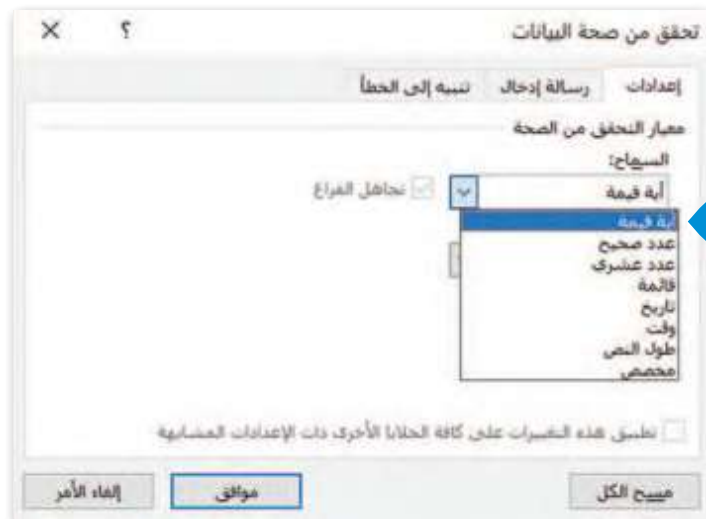 تحقق من صحة البيانات ؟ ×
إعدادات رسالة إدخال تنبيه إلى الخطأ
معيار التحقق من الصحة
السماح:
أية قيمة تجاهل الفراغ
أية قيمة
عدد صحيح
عدد عشري
قائمة
تاريخ
وقت
طول النص
مخصص
تطبيق هذه التغييرات على كافة الخلايا الأخرى ذات الإعدادات المشابهة
مسح الكل موافق إلغاء الأمر